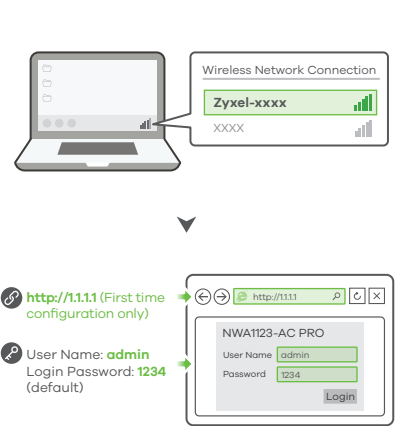 Wireless Network Connection
Zyxel-xxxx
XXXX
http://1.1.1.1 (First time
configuration only)
http://1.1.1.1
User Name: admin
Login Password: 1234
(default)
NWA1123-AC PRO
User Name admin
Password 1234
Login